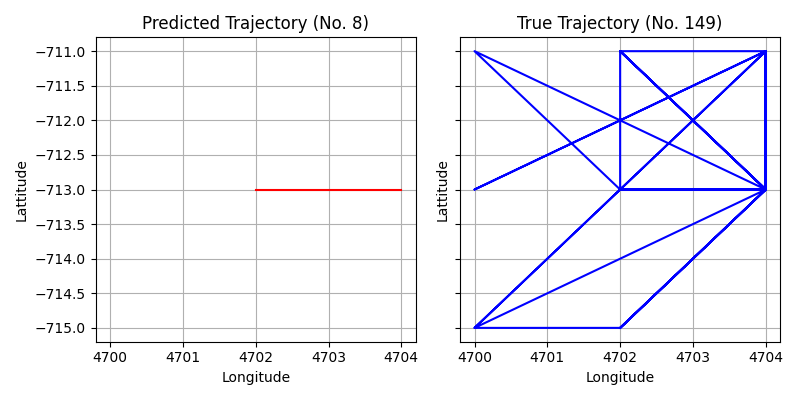 Predicted Trajectory (No. 8)
True Trajectory (No. 149)
−711.0
−711.5
−712.0
−712.5
−713.0
−713.5
−714.0
−714.5
−715.0
Lattitude
Lattitude
4700 4701 4702 4703 4704
4700 4701 4702 4703 4704
Longitude
Longitude